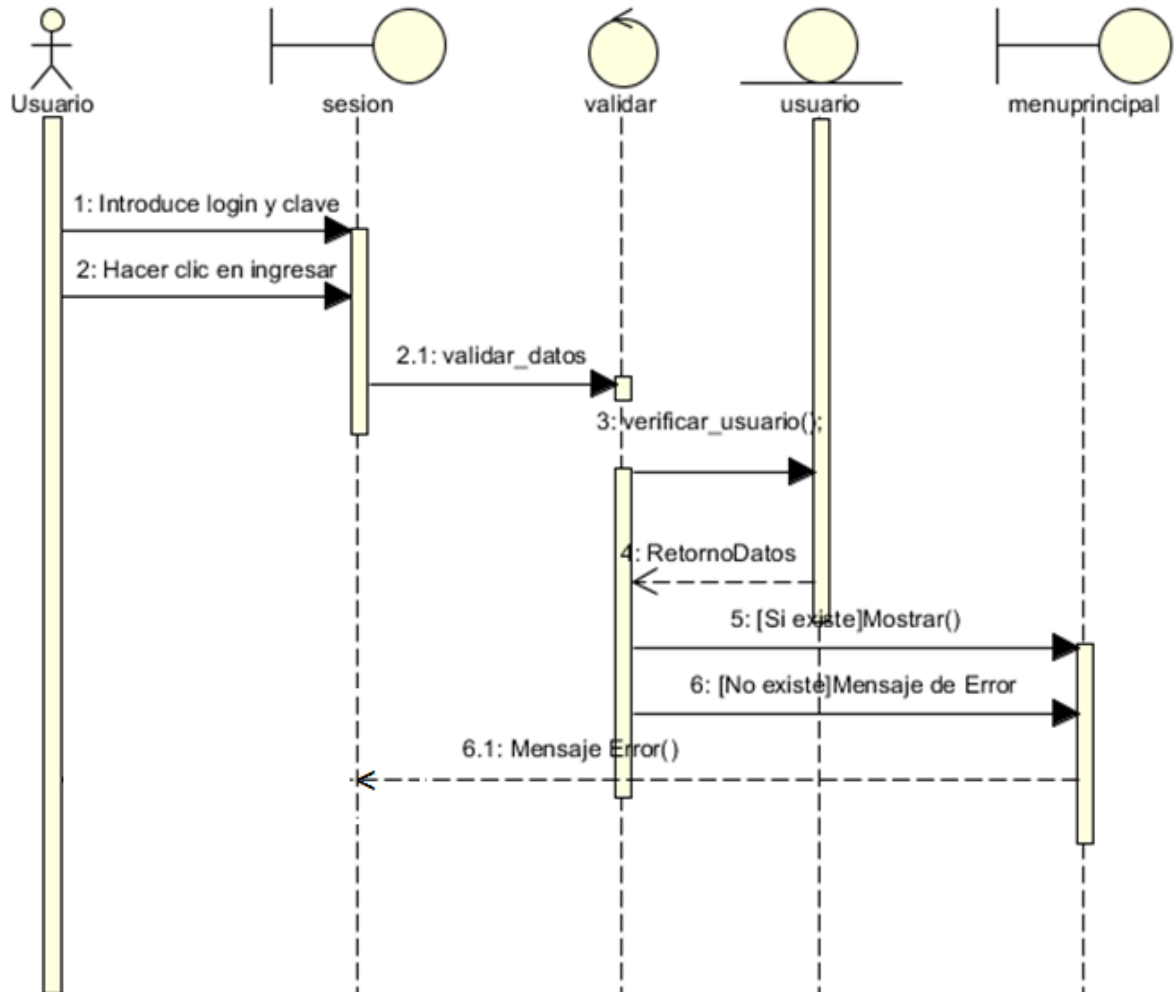 Usuario
sesion
validar
usuario
menuprincipal
1: Introduce login y clave
2: Hacer clic en ingresar
2.1: validar_datos
3: verificar_usuario();
4: RetornoDatos
5: [Si existe]Mostrar()
6: [No existe]Mensaje de Error
6.1: Mensaje Error()